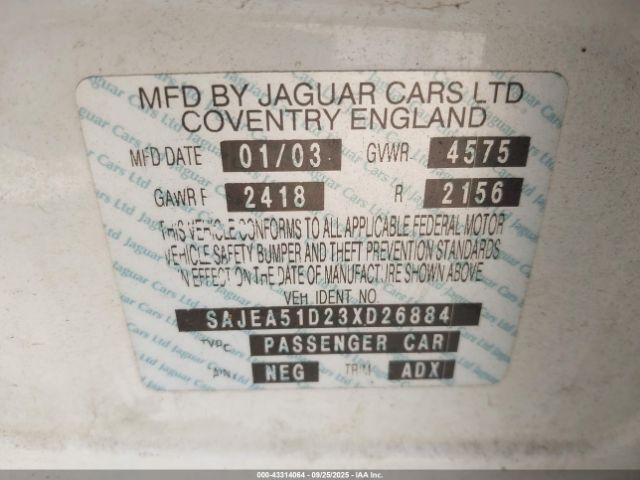 MFD BY JAGUAR CARS LTD
COVENTRY ENGLAND
MFD DATE 01/03 GVWR 4575
GAWR F 2418 R 2156
THIS VEHICLE CONFORMS TO ALL APPLICABLE FEDERAL MOTOR
VEHICLE SAFETY BUMPER AND THEFT PREVENTION STANDARDS
IN EFFECT ON THE DATE OF MANUFACTURE SHOWN ABOVE
VEH IDENT NO
SAJEA51D23XD26884
TYPE PASSENGER CAR
NEG TRIM ADX
000-43314064 - 09/25/2025 - IAA Inc.